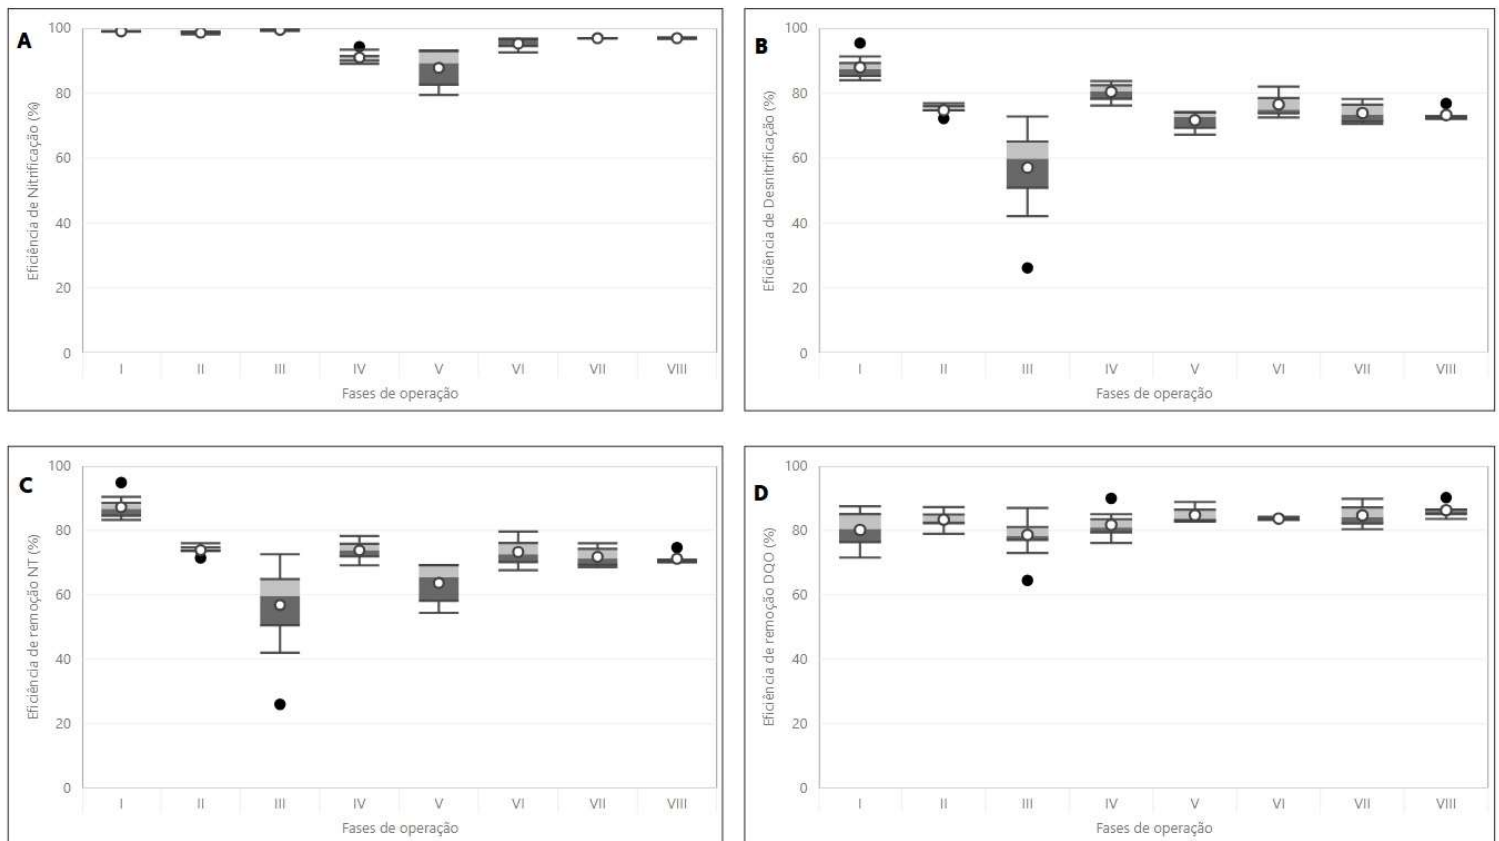 A
Eficiência de Nitrificação (%)
100
80
60
40
20
0
I II III IV V VI VII VIII
Fases de operação
B
Eficiência de Desnitrificação (%)
100
80
60
40
20
0
I II III IV V VI VII VIII
Fases de operação
C
Eficiência de remoção NT (%)
100
80
60
40
20
0
I II III IV V VI VII VIII
Fases de operação
D
Eficiência de remoção DQO (%)
100
80
60
40
20
0
I II III IV V VI VII VIII
Fases de operação